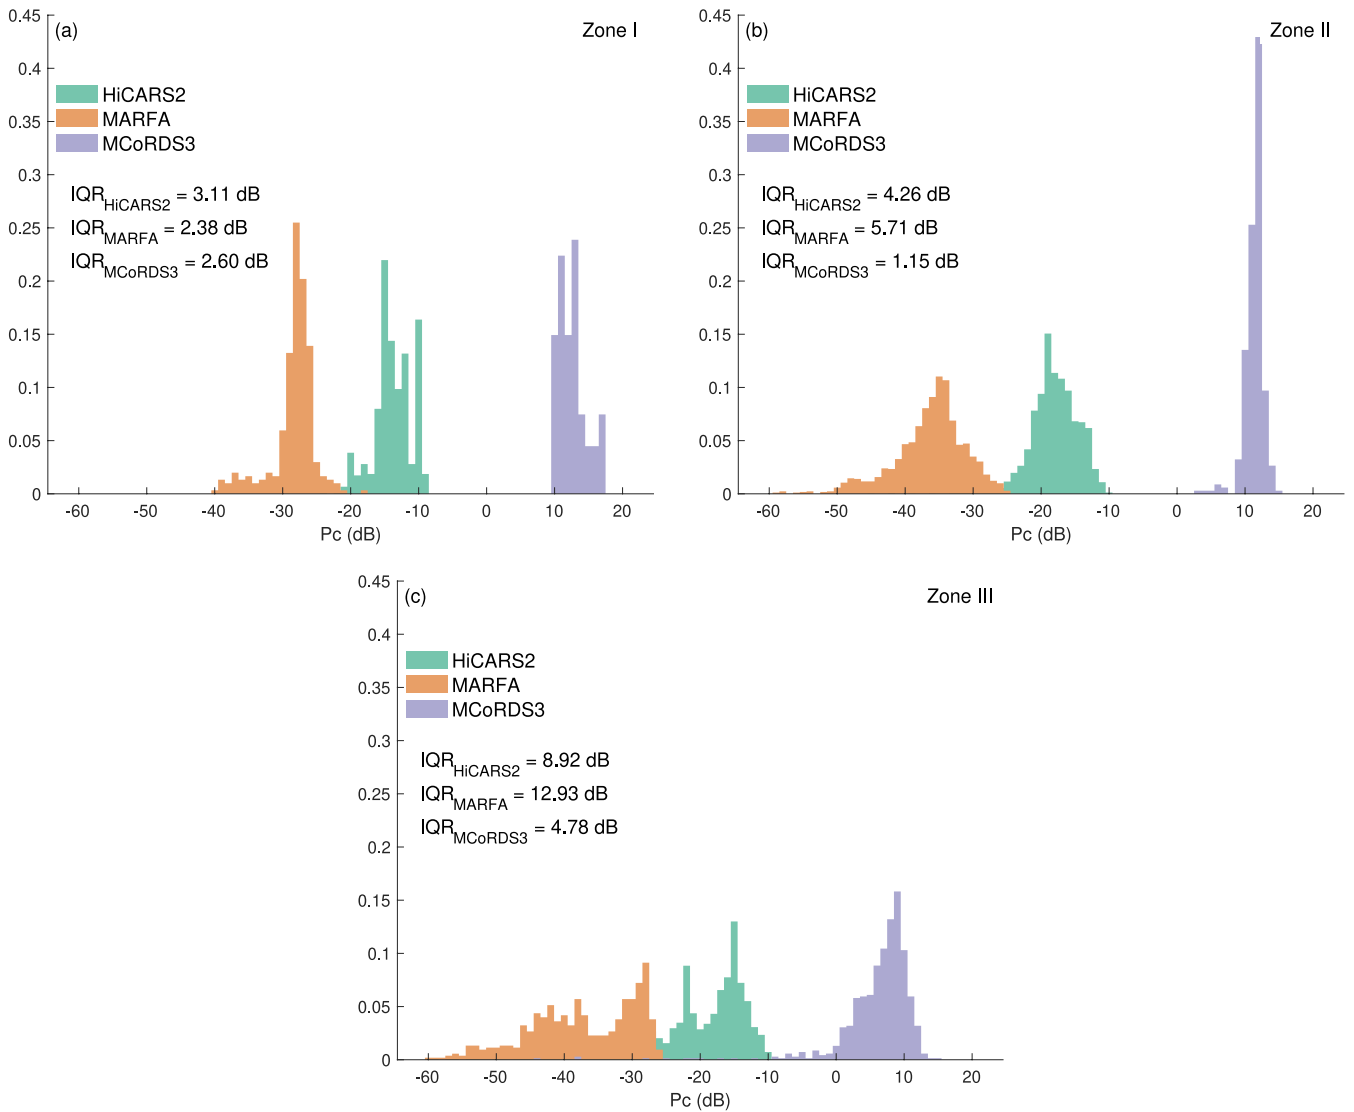 (a)
Zone I
HiCARS2
MARFA
MCoRDS3
IQR_HiCARS2 = 3.11 dB
IQR_MARFA = 2.38 dB
IQR_MCoRDS3 = 2.60 dB
0.45
0.4
0.35
0.3
0.25
0.2
0.15
0.1
0.05
0
-60 -50 -40 -30 -20 -10 0 10 20
Pc (dB)
(b)
Zone II
HiCARS2
MARFA
MCoRDS3
IQR_HiCARS2 = 4.26 dB
IQR_MARFA = 5.71 dB
IQR_MCoRDS3 = 1.15 dB
0.45
0.4
0.35
0.3
0.25
0.2
0.15
0.1
0.05
0
-60 -50 -40 -30 -20 -10 0 10 20
Pc (dB)
(c)
Zone III
HiCARS2
MARFA
MCoRDS3
IQR_HiCARS2 = 8.92 dB
IQR_MARFA = 12.93 dB
IQR_MCoRDS3 = 4.78 dB
0.45
0.4
0.35
0.3
0.25
0.2
0.15
0.1
0.05
0
-60 -50 -40 -30 -20 -10 0 10 20
Pc (dB)